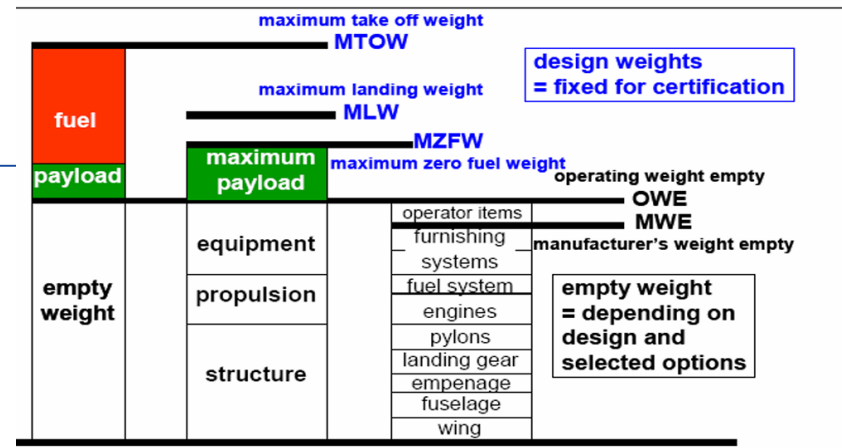 maximum take off weight
MTOW
design weights
= fixed for certification
maximum landing weight
MLW
fuel
MZFW
maximum zero fuel weight
maximum
payload
payload
operating weight empty
OWE
operator items
MWE
manufacturer's weight empty
furnishing
equipment
systems
fuel system
propulsion
empty
weight
engines
empty weight
= depending on
design and
selected options
pylons
landing gear
structure
empenage
fuselage
wing